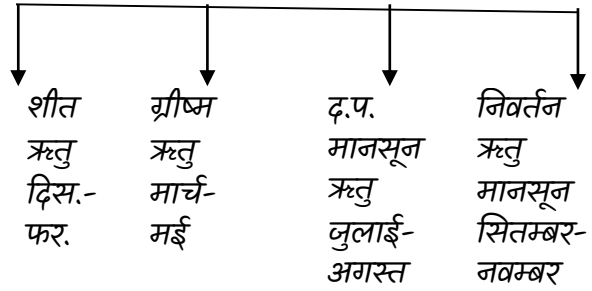 शीत
ऋतु
दिस.-
फर.
ग्रीष्म
ऋतु
मार्च-
मई
द.प.
मानसून
ऋतु
जुलाई-
अगस्त
निवर्तन
ऋतु
मानसून
सितम्बर-
नवम्बर